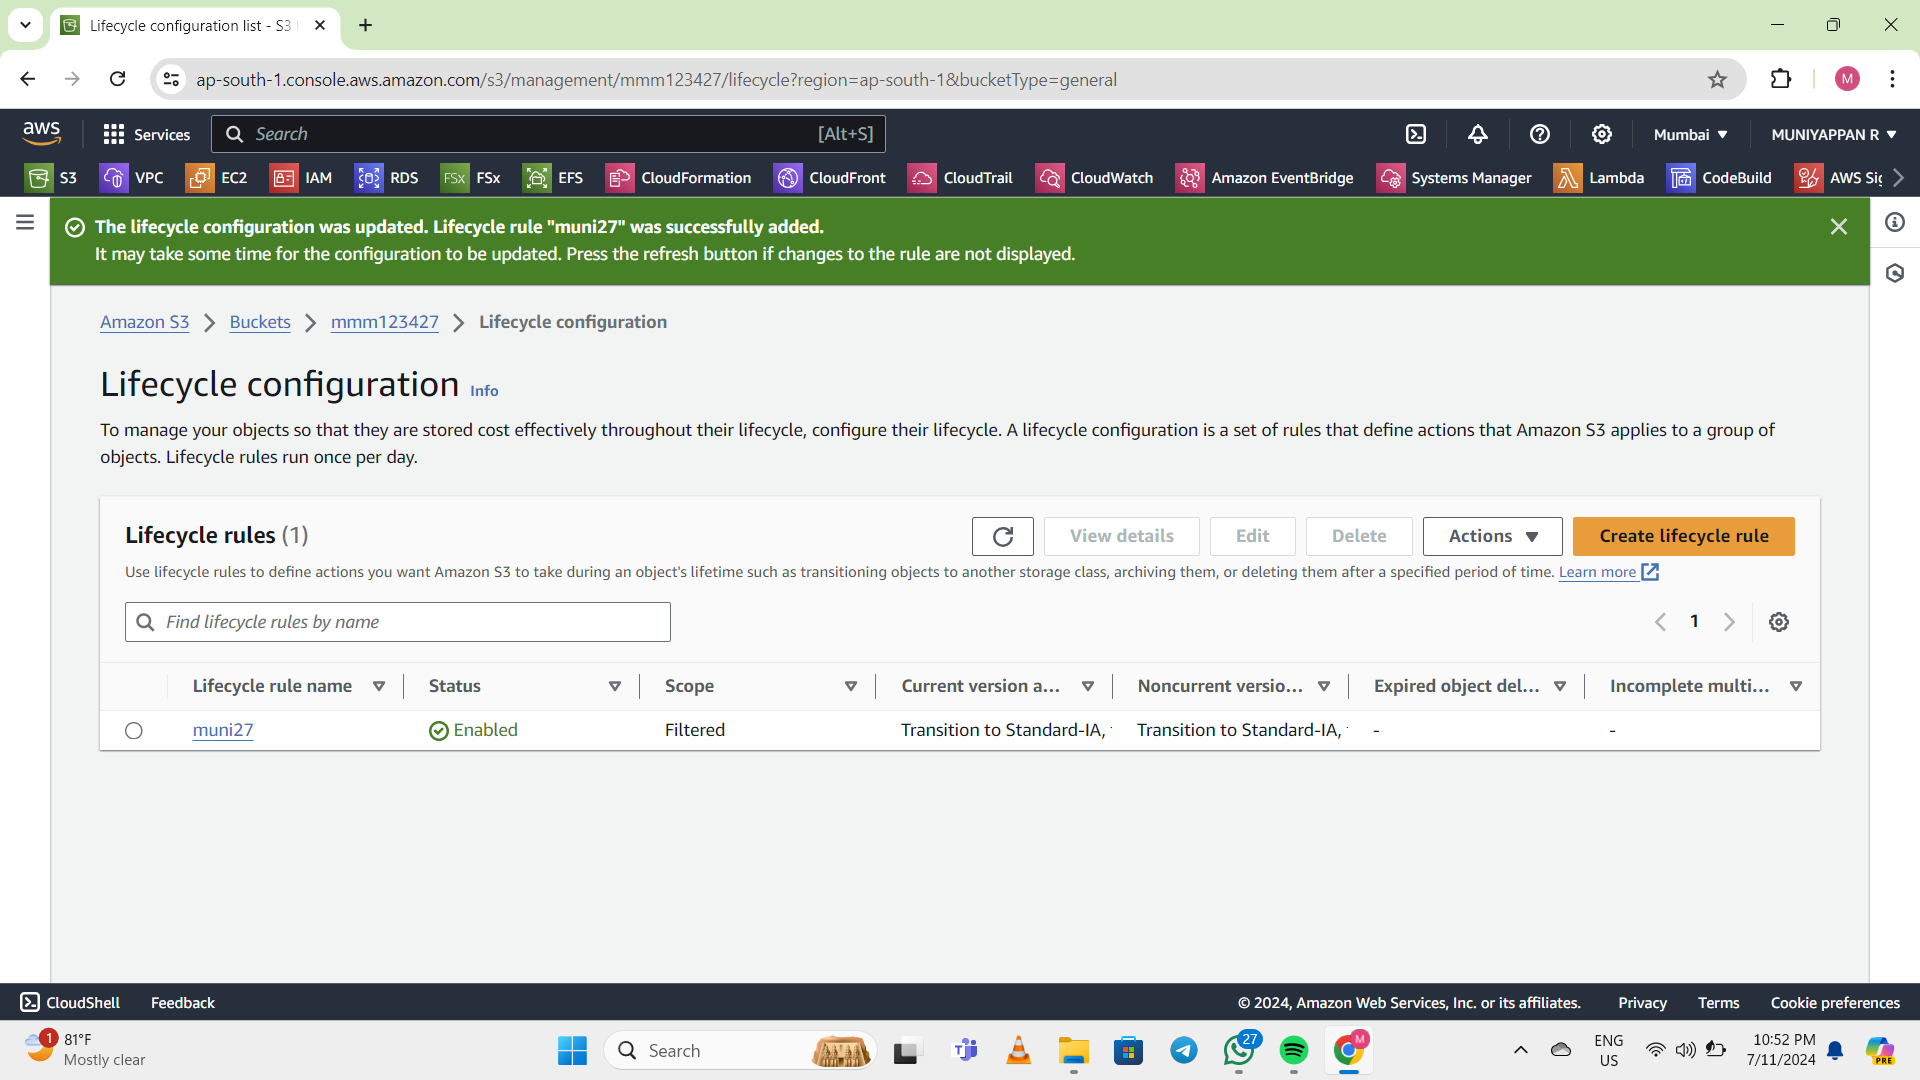 Lifecycle configuration list - S3
ap-south-1.console.aws.amazon.com/s3/management/mmm123427/lifecycle?region=ap-south-1&bucketType=general
M
aws
Services
Search
[Alt+S]
Mumbai
MUNIYAPPAN R
S3
VPC
EC2
IAM
RDS
FSx FSx
EFS
CloudFormation
CloudFront
CloudTrail
CloudWatch
Amazon EventBridge
Systems Manager
Lambda
CodeBuild
AWS
The lifecycle configuration was updated. Lifecycle rule "muni27" was successfully added.
It may take some time for the configuration to be updated. Press the refresh button if changes to the rule are not displayed.
Amazon S3
Buckets
mmm123427
Lifecycle configuration
Lifecycle configuration Info
To manage your objects so that they are stored cost effectively throughout their lifecycle, configure their lifecycle. A lifecycle configuration is a set of rules that define actions that Amazon S3 applies to a group of
objects. Lifecycle rules run once per day.
Lifecycle rules (1)
View details
Edit
Delete
Actions
Create lifecycle rule
Use lifecycle rules to define actions you want Amazon S3 to take during an object's lifetime such as transitioning objects to another storage class, archiving them, or deleting them after a specified period of time. Learn more
Find lifecycle rules by name
1
Lifecycle rule name
Status
Scope
Current version a...
Noncurrent versio...
Expired object del...
Incomplete multi...
muni27
Enabled
Filtered
Transition to Standard-IA,
Transition to Standard-IA,
-
-
CloudShell
Feedback
© 2024, Amazon Web Services, Inc. or its affiliates.
Privacy
Terms
Cookie preferences
1
81°F
Mostly clear
Search
27
M
ENG
US
10:52 PM
7/11/2024
PRE